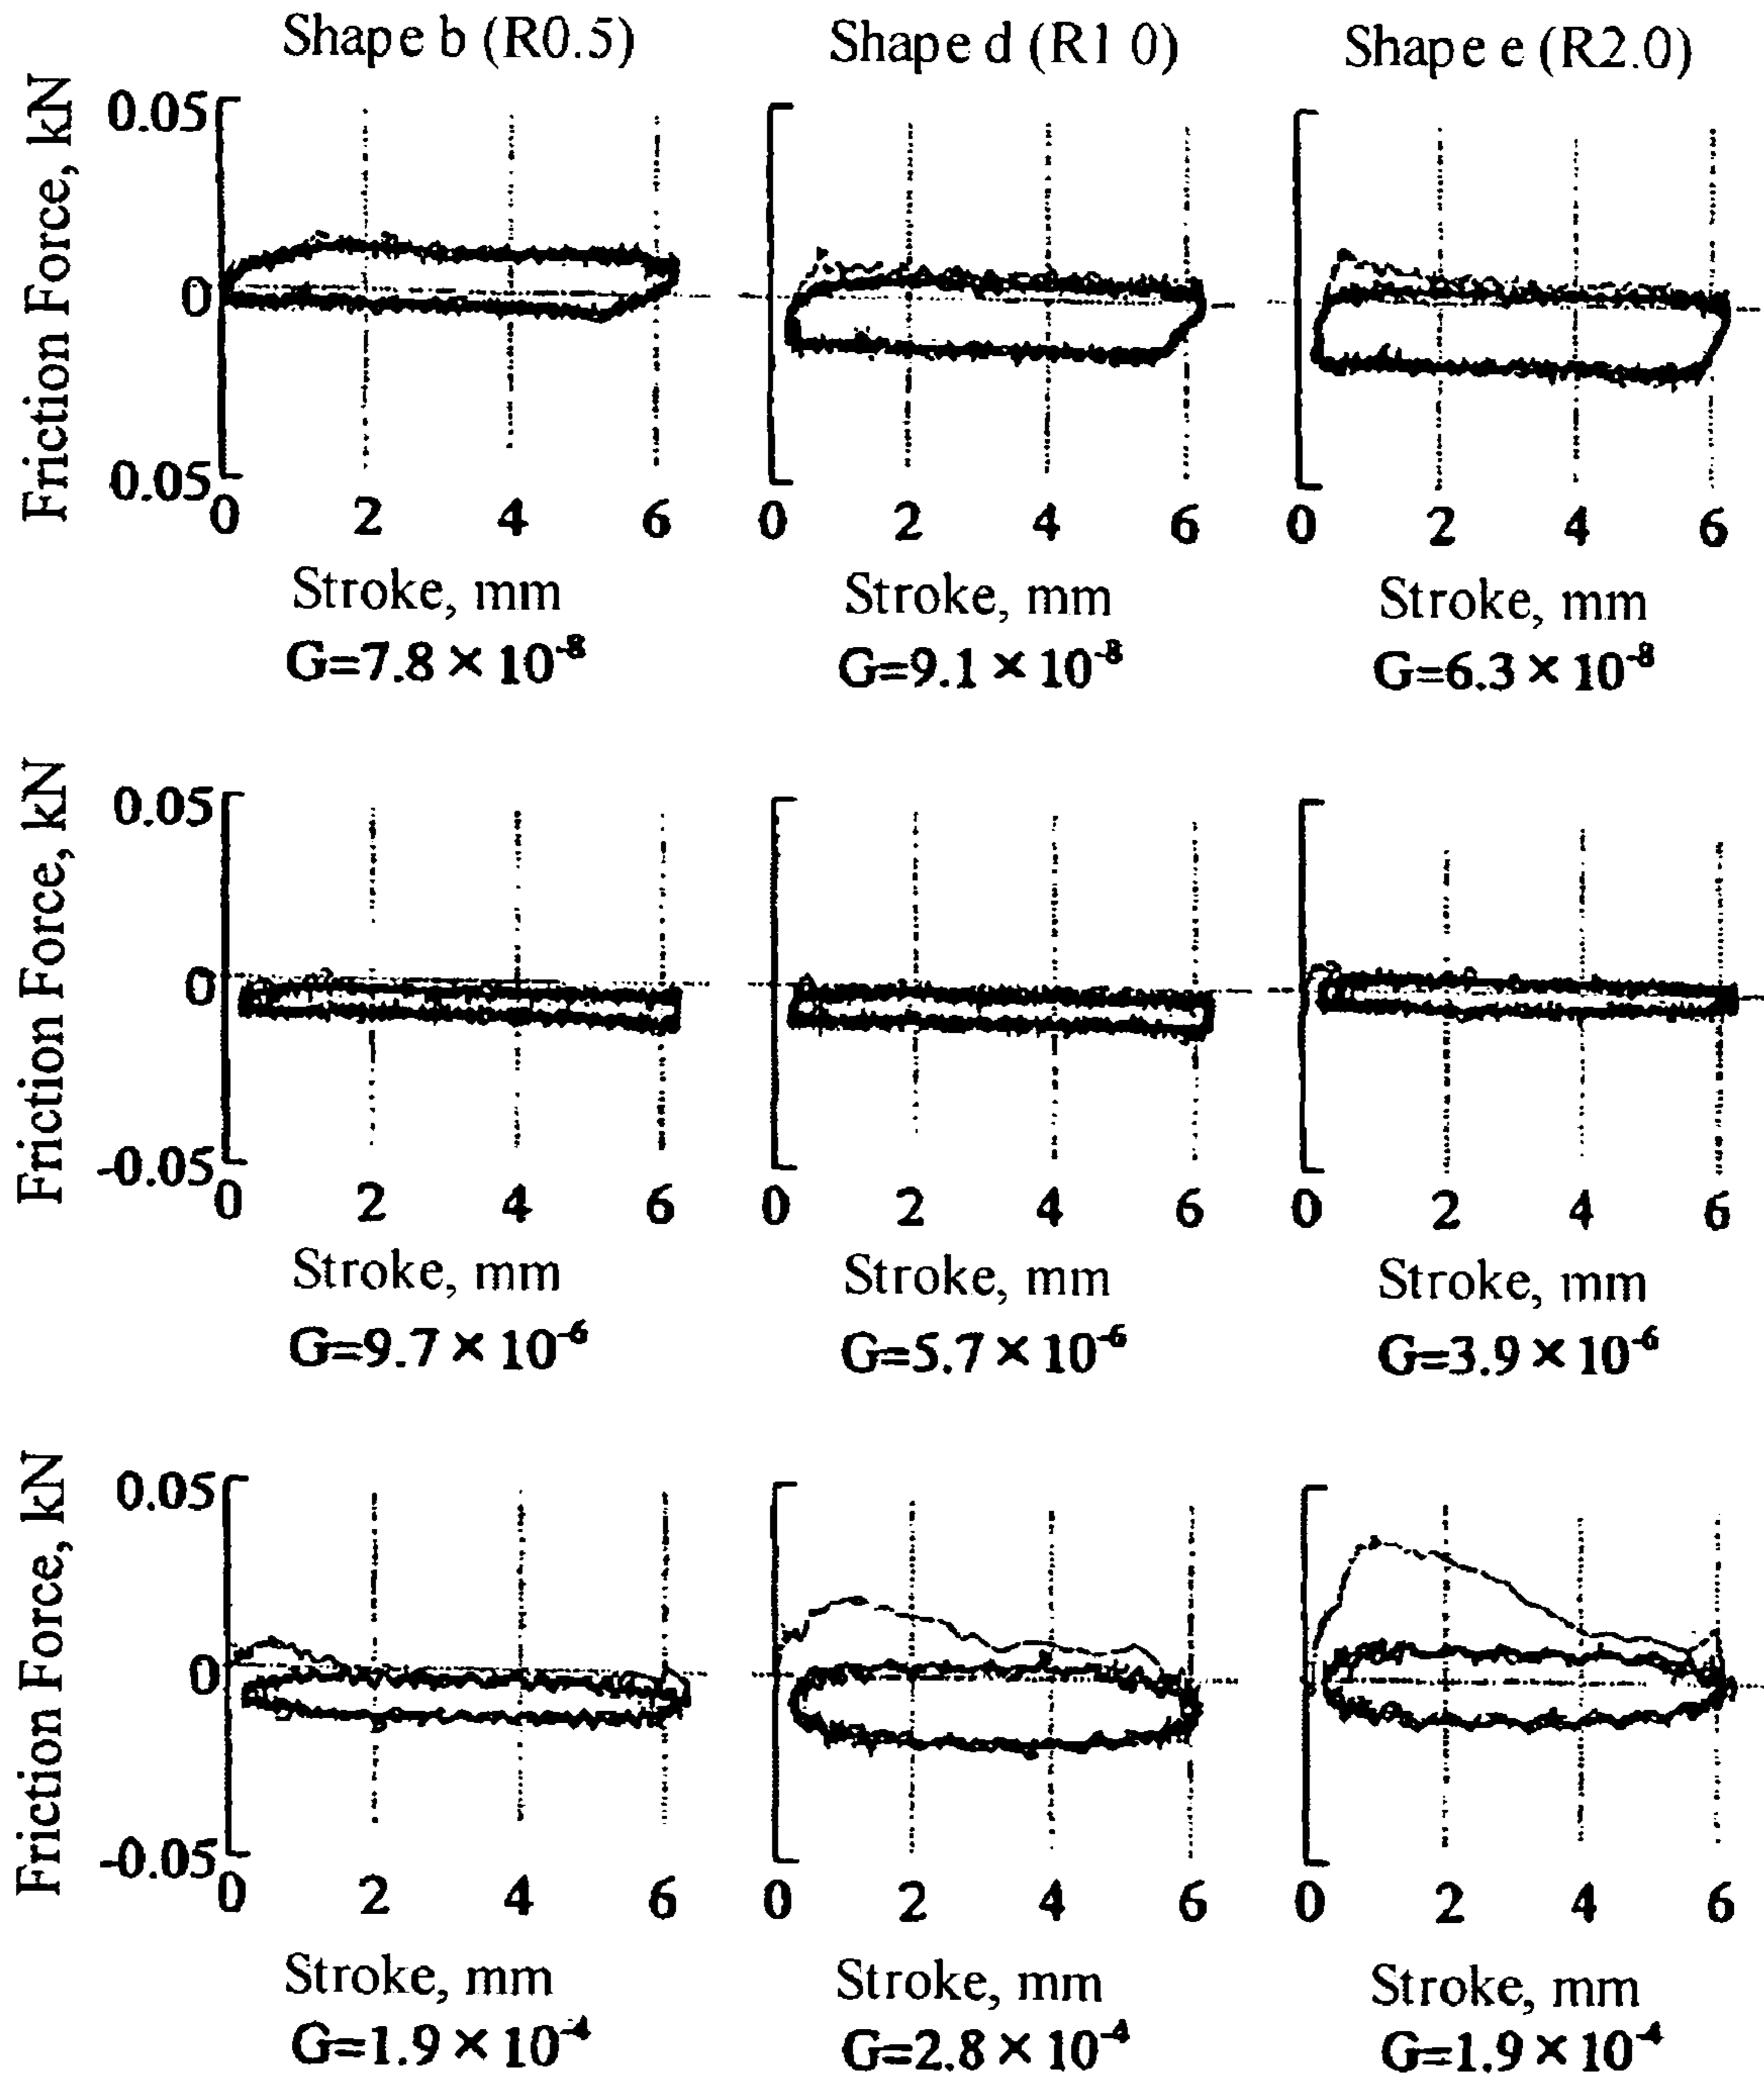 Shape b (R0.5) Shape d (R1 0) Shape e (R2.0)
Friction Force, kN
0.05
0
0.05
0 2 4 6 0 2 4 6 0 2 4 6
Stroke, mm Stroke, mm Stroke, mm
G=7.8 × 10⁻⁸ G=9.1 × 10⁻⁸ G=6.3 × 10⁻⁸
Friction Force, kN
0.05
0
-0.05
0 2 4 6 0 2 4 6 0 2 4 6
Stroke, mm Stroke, mm Stroke, mm
G=9.7 × 10⁻⁶ G=5.7 × 10⁻⁶ G=3.9 × 10⁻⁶
Friction Force, kN
0.05
0
-0.05
0 2 4 6 0 2 4 6 0 2 4 6
Stroke, mm Stroke, mm Stroke, mm
G=1.9 × 10⁻⁴ G=2.8 × 10⁻⁴ G=1.9 × 10⁻⁴